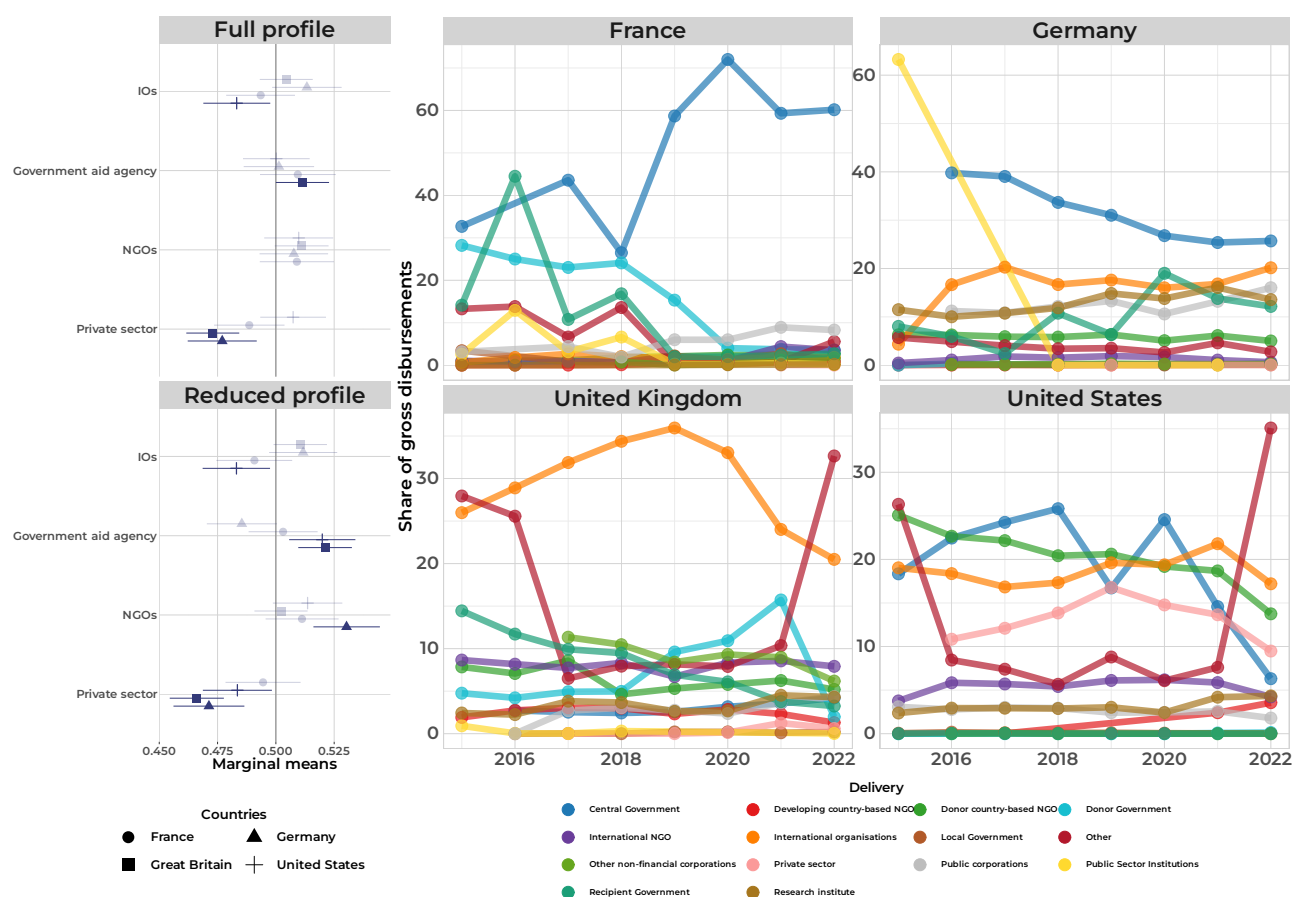 Full profile
IOs
Government aid agency
NGOs
Private sector
Reduced profile
IOs
Government aid agency
NGOs
Private sector
0.450 0.475 0.500 0.525
Marginal means
Countries
France Germany
Great Britain United States
Share of gross disbursements
France Germany
60
40
20
0
60
40
20
0
United Kingdom United States
30
20
10
0
30
20
10
0
2016 2018 2020 2022 2016 2018 2020 2022
Delivery
Central Government Developing country-based NGO Donor country-based NGO Donor Government
International NGO International organisations Local Government Other
Other non-financial corporations Private sector Public corporations Public Sector Institutions
Recipient Government Research institute